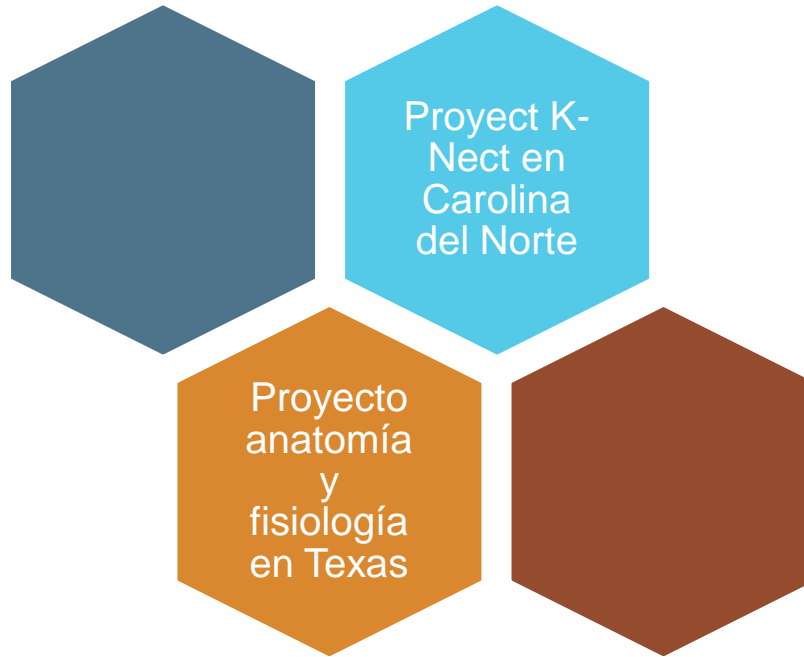 Proyect K-
Nect en
Carolina
del Norte
Proyecto
anatomía
y
fisiología
en Texas